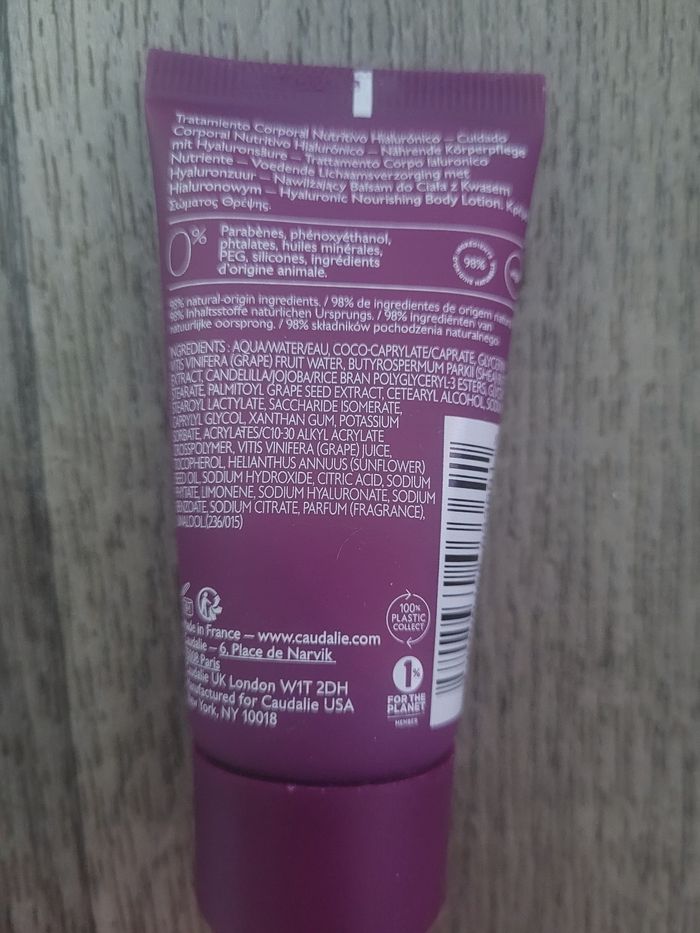 Tratamiento Corporal Nutritivo Hialurónico – Cuidado
Corporal Nutritivo Hialurónico – Nährende Körperpflege
mit Hyaluronsäure – Trattamento Corpo Ialuronico
Nutriente – Voedende Lichaamsverzorging met
Hyaluronzuur – Nawilżający Balsam do Ciała z Kwasem
Hialuronowym – Hyaluronic Nourishing Body Lotion.
Σώματος Θρέψης.
0%
Parabènes, phénoxyéthanol,
phtalates, huiles minérales,
PEG, silicones, ingrédients
d'origine animale.
INGRÉDIENTS
98%
D'ORIGINE NATURELLE
98% natural-origin ingredients. / 98% de ingredientes de origem
98% Inhaltsstoffe natürlichen Ursprungs. / 98% ingrediënten van
natuurlijke oorsprong. / 98% składników pochodzenia naturalnego
INGREDIENTS : AQUA/WATER/EAU, COCO-CAPRYLATE/CAPRATE,
VITIS VINIFERA (GRAPE) FRUIT WATER, BUTYROSPERMUM PARKII
EXTRACT, CANDELILLA/JOJOBA/RICE BRAN POLYGLYCERYL-3 ESTERS,
STEARATE, PALMITOYL GRAPE SEED EXTRACT, CETEARYL ALCOHOL,
STEAROYL LACTYLATE, SACCHARIDE ISOMERATE,
CAPRYLYL GLYCOL, XANTHAN GUM, POTASSIUM
SORBATE, ACRYLATES/C10-30 ALKYL ACRYLATE
CROSSPOLYMER, VITIS VINIFERA (GRAPE) JUICE,
TOCOPHEROL, HELIANTHUS ANNUUS (SUNFLOWER)
SEED OIL, SODIUM HYDROXIDE, CITRIC ACID, SODIUM
PHYTATE, LIMONENE, SODIUM HYALURONATE, SODIUM
BENZOATE, SODIUM CITRATE, PARFUM (FRAGRANCE),
LINALOOL.(236/015)
100%
PLASTIC
COLLECT
Made in France – www.caudalie.com
Caudalie – 6, Place de Narvik
75008 Paris
Caudalie UK London W1T 2DH
Manufactured for Caudalie USA
New York, NY 10018
1%
FOR THE
PLANET
MEMBER